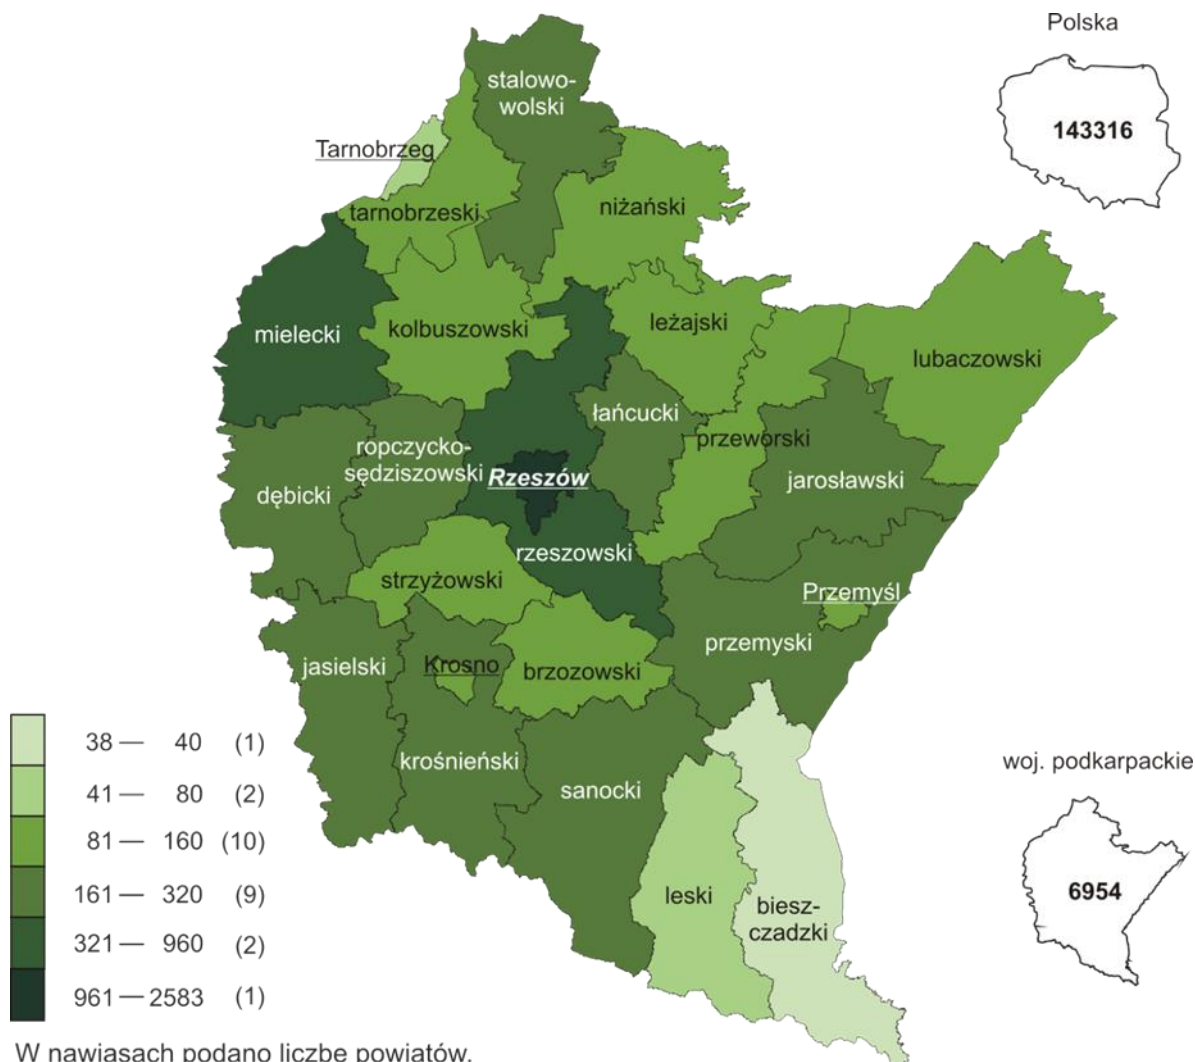 Polska
143316
stalowo-
wolski
Tarnobrzeg
tarnobrzeski
niżański
mielecki
kolbuszowski
leżajski
lubaczowski
łańcucki
przeworski
ropczycko-
sędziszowski
Rzeszów
jarosławski
dębicki
rzeszowski
strzyżowski
Przemyśl
przemyski
jasielski
Krosno
brzozowski
krośnieński
sanocki
leski
biesz-
czadzki
38 — 40 (1)
41 — 80 (2)
81 — 160 (10)
161 — 320 (9)
321 — 960 (2)
961 — 2583 (1)
woj. podkarpackie
6954
W nawiasach podano liczbę powiatów.